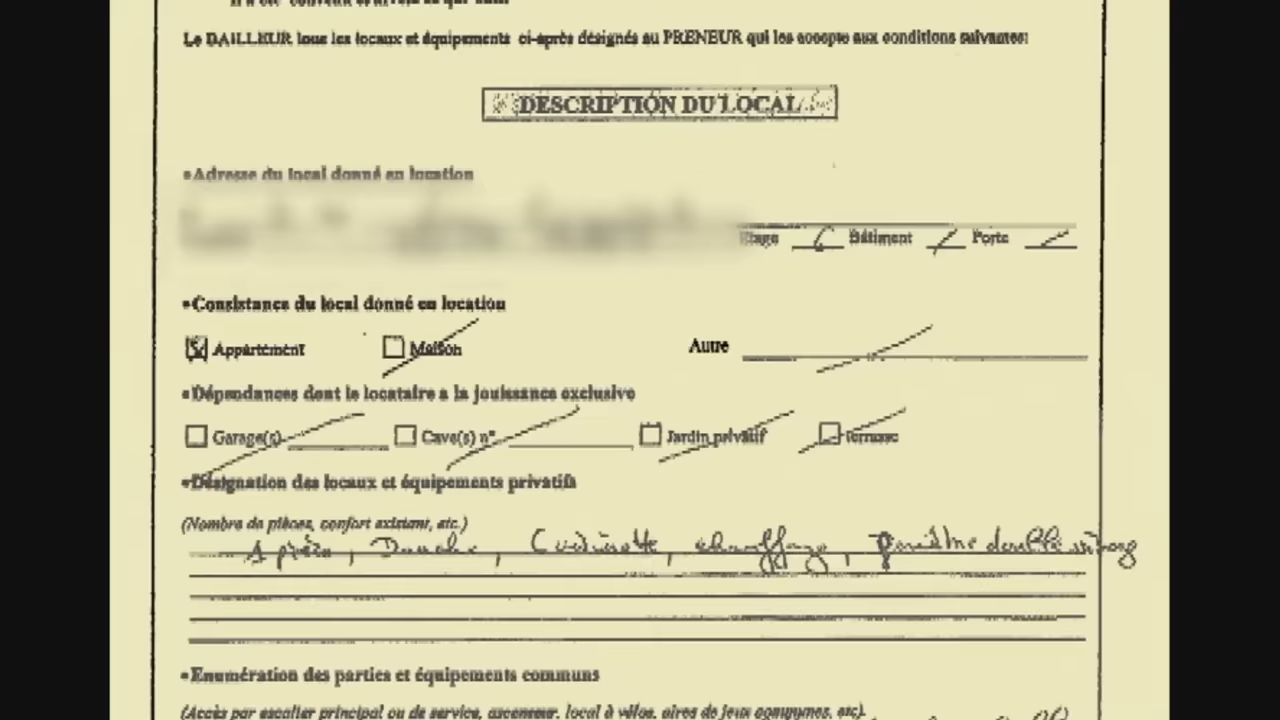 Le BAILLEUR loue les locaux et équipements ci-après désignés au PRENEUR qui les accepte aux conditions suivantes:
DESCRIPTION DU LOCAL
•Adresse du local donné en location
Etage 6 Bâtiment / Porte /
•Consistance du local donné en location
Appartement Maison Autre
•Dépendances dont le locataire a la jouissance exclusive
Garage(s) Cave(s) n° Jardin privatif Terrasse
•Désignation des locaux et équipements privatifs
(Nombre de pièces, confort existant, etc.)
1 pièce, Douche, Cuisinette, chauffage, fenêtre double vitrage
•Enumération des parties et équipements communs
(Accès par escalier principal ou de service, ascenseur, local à vélos, aires de jeux communes, etc).